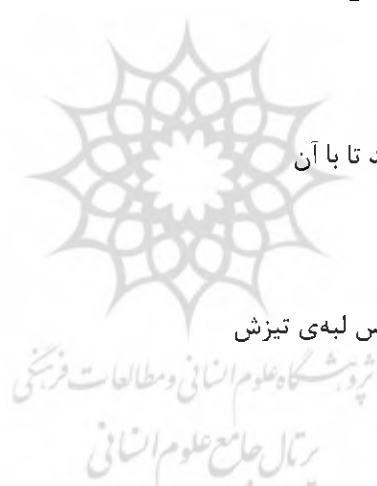 د تا با آن
س لبه‌ی تیزش
پژوهشگاه علوم انسانی و مطالعات فرهنگی
پرتال جامع علوم انسانی